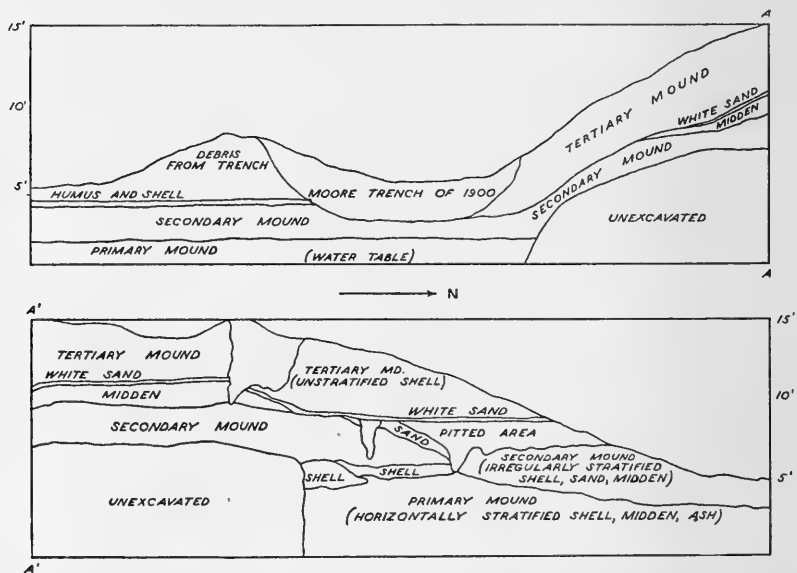 15'
A
TERTIARY MOUND
WHITE SAND
MIDDEN
10'
DEBRIS
FROM TRENCH
SECONDARY MOUND
5'
HUMUS AND SHELL
MOORE TRENCH OF 1900
UNEXCAVATED
SECONDARY MOUND
PRIMARY MOUND (WATER TABLE)
A
N
A'
15'
TERTIARY MOUND
TERTIARY MD.
(UNSTRATIFIED SHELL)
WHITE SAND
MIDDEN
WHITE SAND
10'
SECONDARY MOUND
SAND
PITTED AREA
SECONDARY MOUND
(IRREGULARLY STRATIFIED
SHELL, SAND, MIDDEN)
SHELL
SHELL
5'
UNEXCAVATED
PRIMARY MOUND
(HORIZONTALLY STRATIFIED SHELL, MIDDEN, ASH)
A'